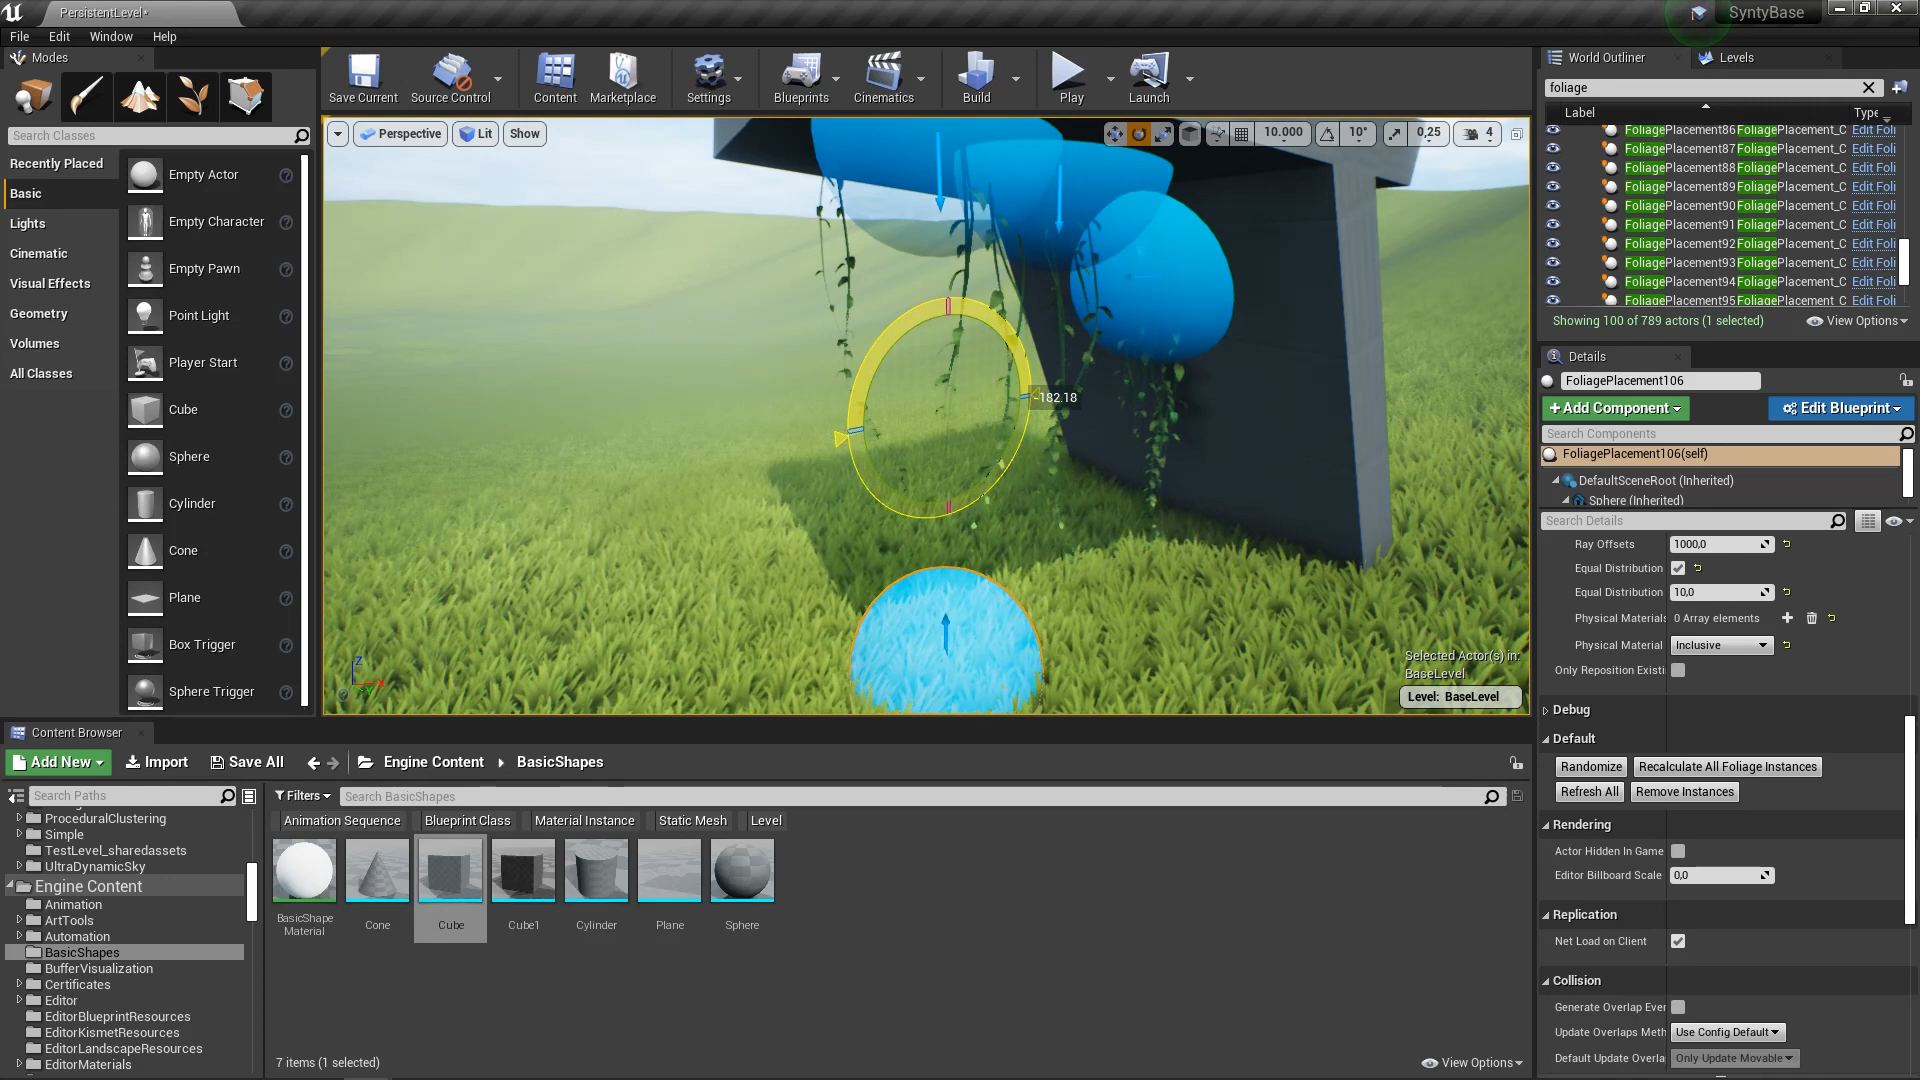 PersistentLevel*
SyntyBase
File Edit Window Help
Modes
Search Classes
Recently Placed
Basic
Lights
Cinematic
Visual Effects
Geometry
Volumes
All Classes
Empty Actor
Empty Character
Empty Pawn
Point Light
Player Start
Cube
Sphere
Cylinder
Cone
Plane
Box Trigger
Sphere Trigger
Save Current
Source Control
Content
Marketplace
Settings
Blueprints
Cinematics
Build
Play
Launch
Perspective
Lit
Show
10.000
10°
0,25
4
-182.18
Z
X
Y
Selected Actor(s) in:
BaseLevel
Level: BaseLevel
World Outliner
Levels
foliage
Label
Type
FoliagePlacement86 FoliagePlacement_C Edit Foli
FoliagePlacement87 FoliagePlacement_C Edit Foli
FoliagePlacement88 FoliagePlacement_C Edit Foli
FoliagePlacement89 FoliagePlacement_C Edit Foli
FoliagePlacement90 FoliagePlacement_C Edit Foli
FoliagePlacement91 FoliagePlacement_C Edit Foli
FoliagePlacement92 FoliagePlacement_C Edit Foli
FoliagePlacement93 FoliagePlacement_C Edit Foli
FoliagePlacement94 FoliagePlacement_C Edit Foli
FoliagePlacement95 FoliagePlacement_C Edit Foli
Showing 100 of 789 actors (1 selected)
View Options
Details
FoliagePlacement106
Add Component
Edit Blueprint
Search Components
FoliagePlacement106(self)
DefaultSceneRoot (Inherited)
Sphere (Inherited)
Search Details
Ray Offsets 1000,0
Equal Distribution
Equal Distribution 10,0
Physical Materials 0 Array elements
Physical Material Inclusive
Only Reposition Existi
Debug
Default
Randomize Recalculate All Foliage Instances
Refresh All Remove Instances
Rendering
Actor Hidden In Game
Editor Billboard Scale 0,0
Replication
Net Load on Client
Collision
Generate Overlap Ever
Update Overlaps Meth Use Config Default
Default Update Overla Only Update Movable
Content Browser
Add New Import Save All Engine Content BasicShapes
Search Paths
ProceduralClustering
Simple
TestLevel_sharedassets
UltraDynamicSky
Engine Content
Animation
ArtTools
Automation
BasicShapes
BufferVisualization
Certificates
Editor
EditorBlueprintResources
EditorKismetResources
EditorLandscapeResources
EditorMaterials
Filters
Search BasicShapes
Animation Sequence Blueprint Class Material Instance Static Mesh Level
BasicShape
Material
Cone
Cube
Cube1
Cylinder
Plane
Sphere
7 items (1 selected)
View Options